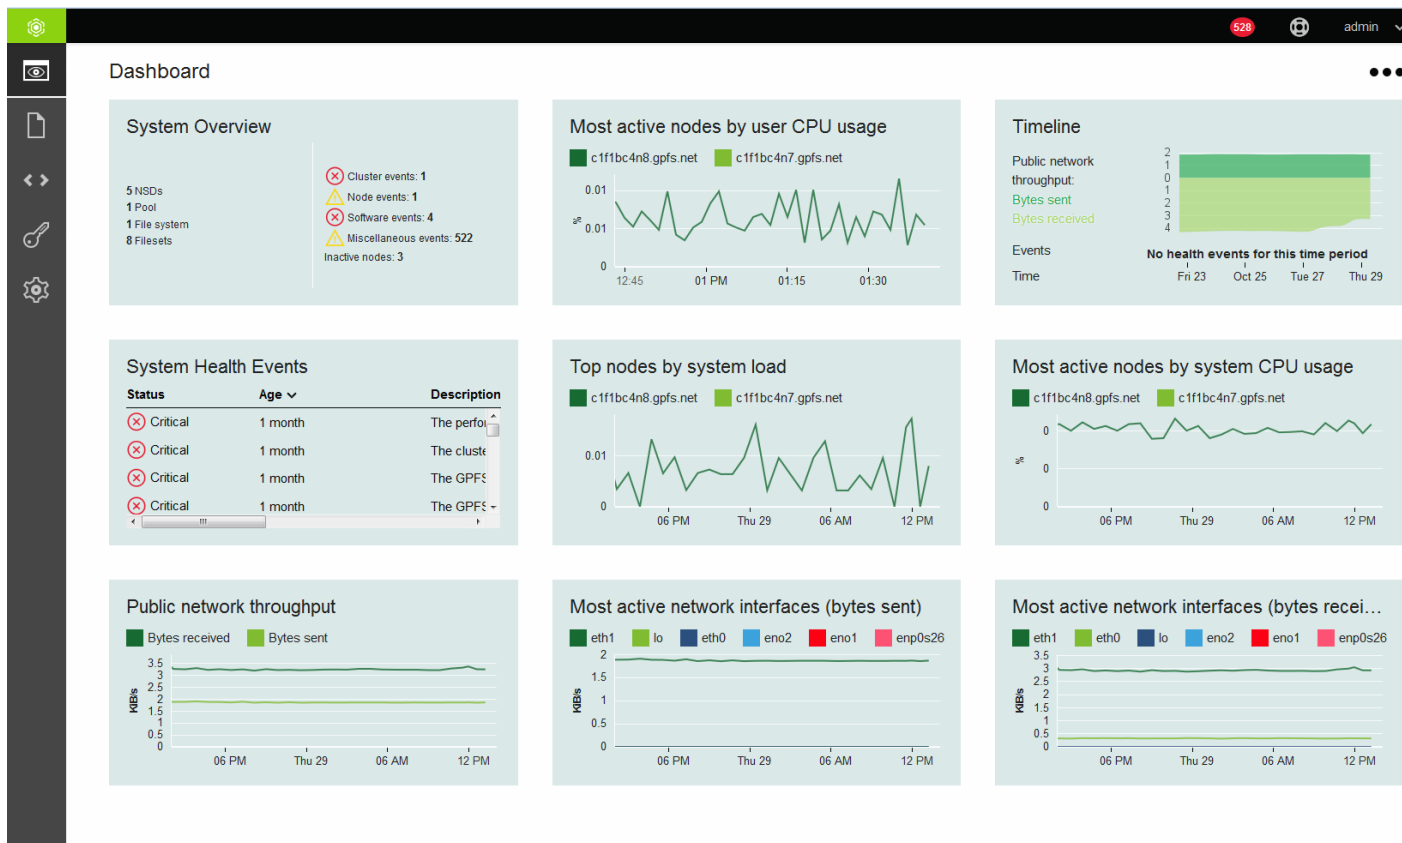 528 admin
Dashboard
System Overview
5 NSDs
1 Pool
1 File system
8 Filesets
Cluster events: 1
Node events: 1
Software events: 4
Miscellaneous events: 522
Inactive nodes: 3
Most active nodes by user CPU usage
c1f1bc4n8.gpfs.net c1f1bc4n7.gpfs.net
0.01
%
0.01
0
12:45 01 PM 01:15 01:30
Timeline
Public network
throughput:
Bytes sent
Bytes received
2
1
0
1
2
3
4
Events
No health events for this time period
Time
Fri 23 Oct 25 Tue 27 Thu 29
System Health Events
Status Age Description
Critical 1 month The perfor
Critical 1 month The cluste
Critical 1 month The GPFS
Critical 1 month The GPFS
Top nodes by system load
c1f1bc4n8.gpfs.net c1f1bc4n7.gpfs.net
0.01
0
06 PM Thu 29 06 AM 12 PM
Most active nodes by system CPU usage
c1f1bc4n8.gpfs.net c1f1bc4n7.gpfs.net
0
%
0
0
06 PM Thu 29 06 AM 12 PM
Public network throughput
Bytes received Bytes sent
KiB/s
3.5
3
2.5
2
1.5
1
0.5
0
06 PM Thu 29 06 AM 12 PM
Most active network interfaces (bytes sent)
eth1 lo eth0 eno2 eno1 enp0s26
KiB/s
2
1.5
1
0.5
0
06 PM Thu 29 06 AM 12 PM
Most active network interfaces (bytes recei...
eth1 eth0 lo eno2 eno1 enp0s26
KiB/s
3.5
3
2.5
2
1.5
1
0.5
0
06 PM Thu 29 06 AM 12 PM